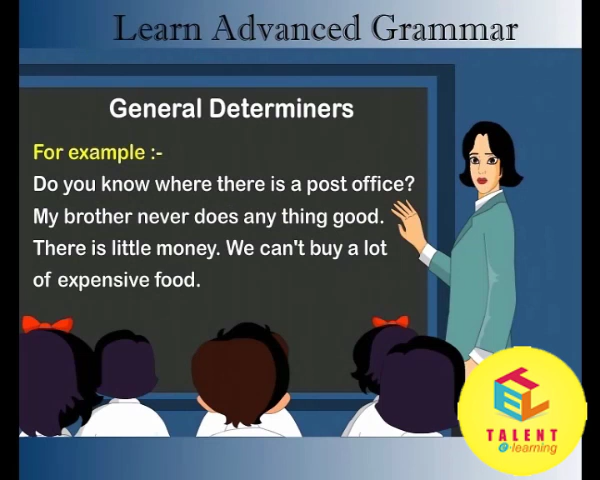 Learn Advanced Grammar
General Determiners
For example :-
Do you know where there is a post office?
My brother never does any thing good.
There is little money. We can't buy a lot
of expensive food.
TEL
TALENT
e-learning